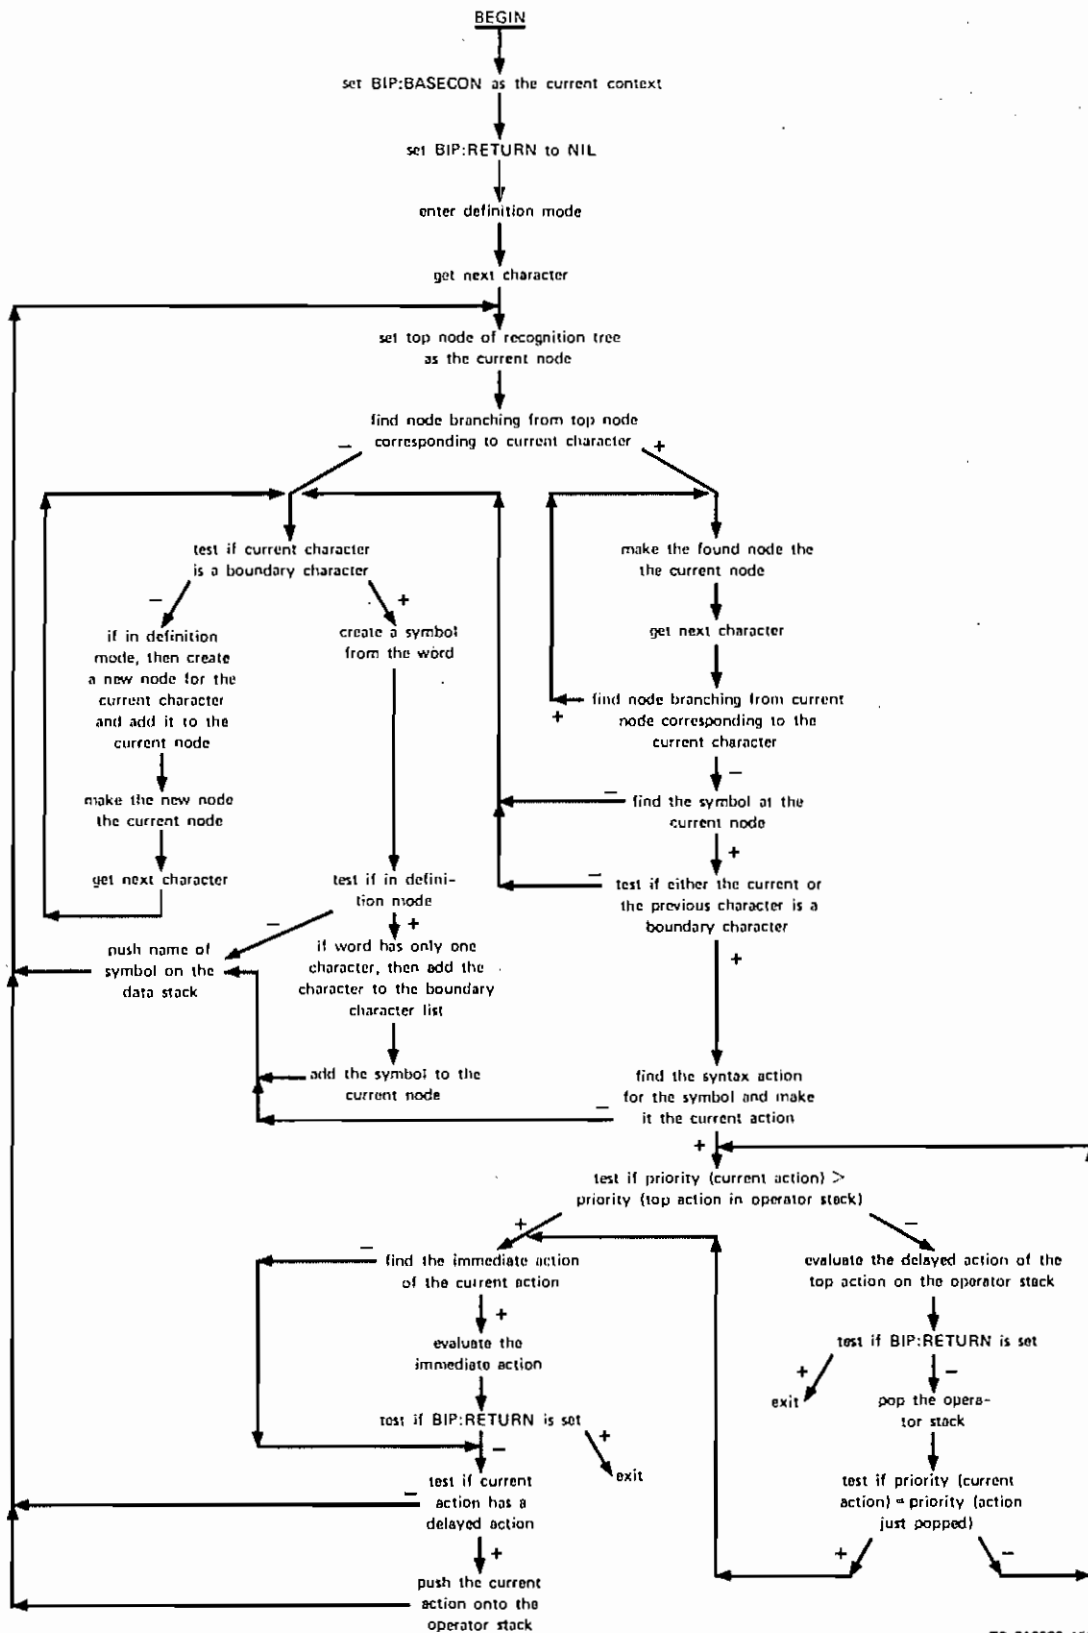 BEGIN
set BIP:BASECON as the current context
set BIP:RETURN to NIL
enter definition mode
get next character
set top node of recognition tree
as the current node
find node branching from top node
corresponding to current character
−
+
test if current character
is a boundary character
−
+
make the found node the
the current node
get next character
if in definition
mode, then create
a new node for the
current character
and add it to the
current node
create a symbol
from the word
find node branching from current
node corresponding to the
current character
+
−
make the new node
the current node
−
find the symbol at the
current node
+
get next character
test if in defini-
tion mode
−
+
−
test if either the current or
the previous character is a
boundary character
+
push name of
symbol on the
data stack
if word has only one
character, then add the
character to the boundary
character list
add the symbol to the
current node
find the syntax action
for the symbol and make
it the current action
−
+
test if priority (current action) >
priority (top action in operator stack)
+
−
−
find the immediate action
of the current action
+
evaluate the delayed action of the
top action on the operator stack
evaluate the
immediate action
test if BIP:RETURN is set
+
exit
−
pop the opera-
tor stack
test if BIP:RETURN is set
+
exit
−
test if current
action has a
delayed action
−
+
test if priority (current
action) = priority (action
just popped)
+
−
push the current
action onto the
operator stack